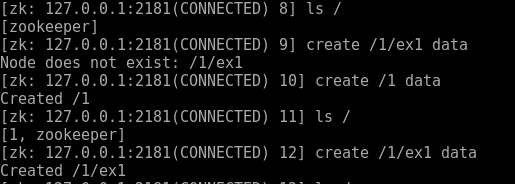 [zk: 127.0.0.1:2181(CONNECTED) 8] ls /
[zookeeper]
[zk: 127.0.0.1:2181(CONNECTED) 9] create /1/ex1 data
Node does not exist: /1/ex1
[zk: 127.0.0.1:2181(CONNECTED) 10] create /1 data
Created /1
[zk: 127.0.0.1:2181(CONNECTED) 11] ls /
[1, zookeeper]
[zk: 127.0.0.1:2181(CONNECTED) 12] create /1/ex1 data
Created /1/ex1